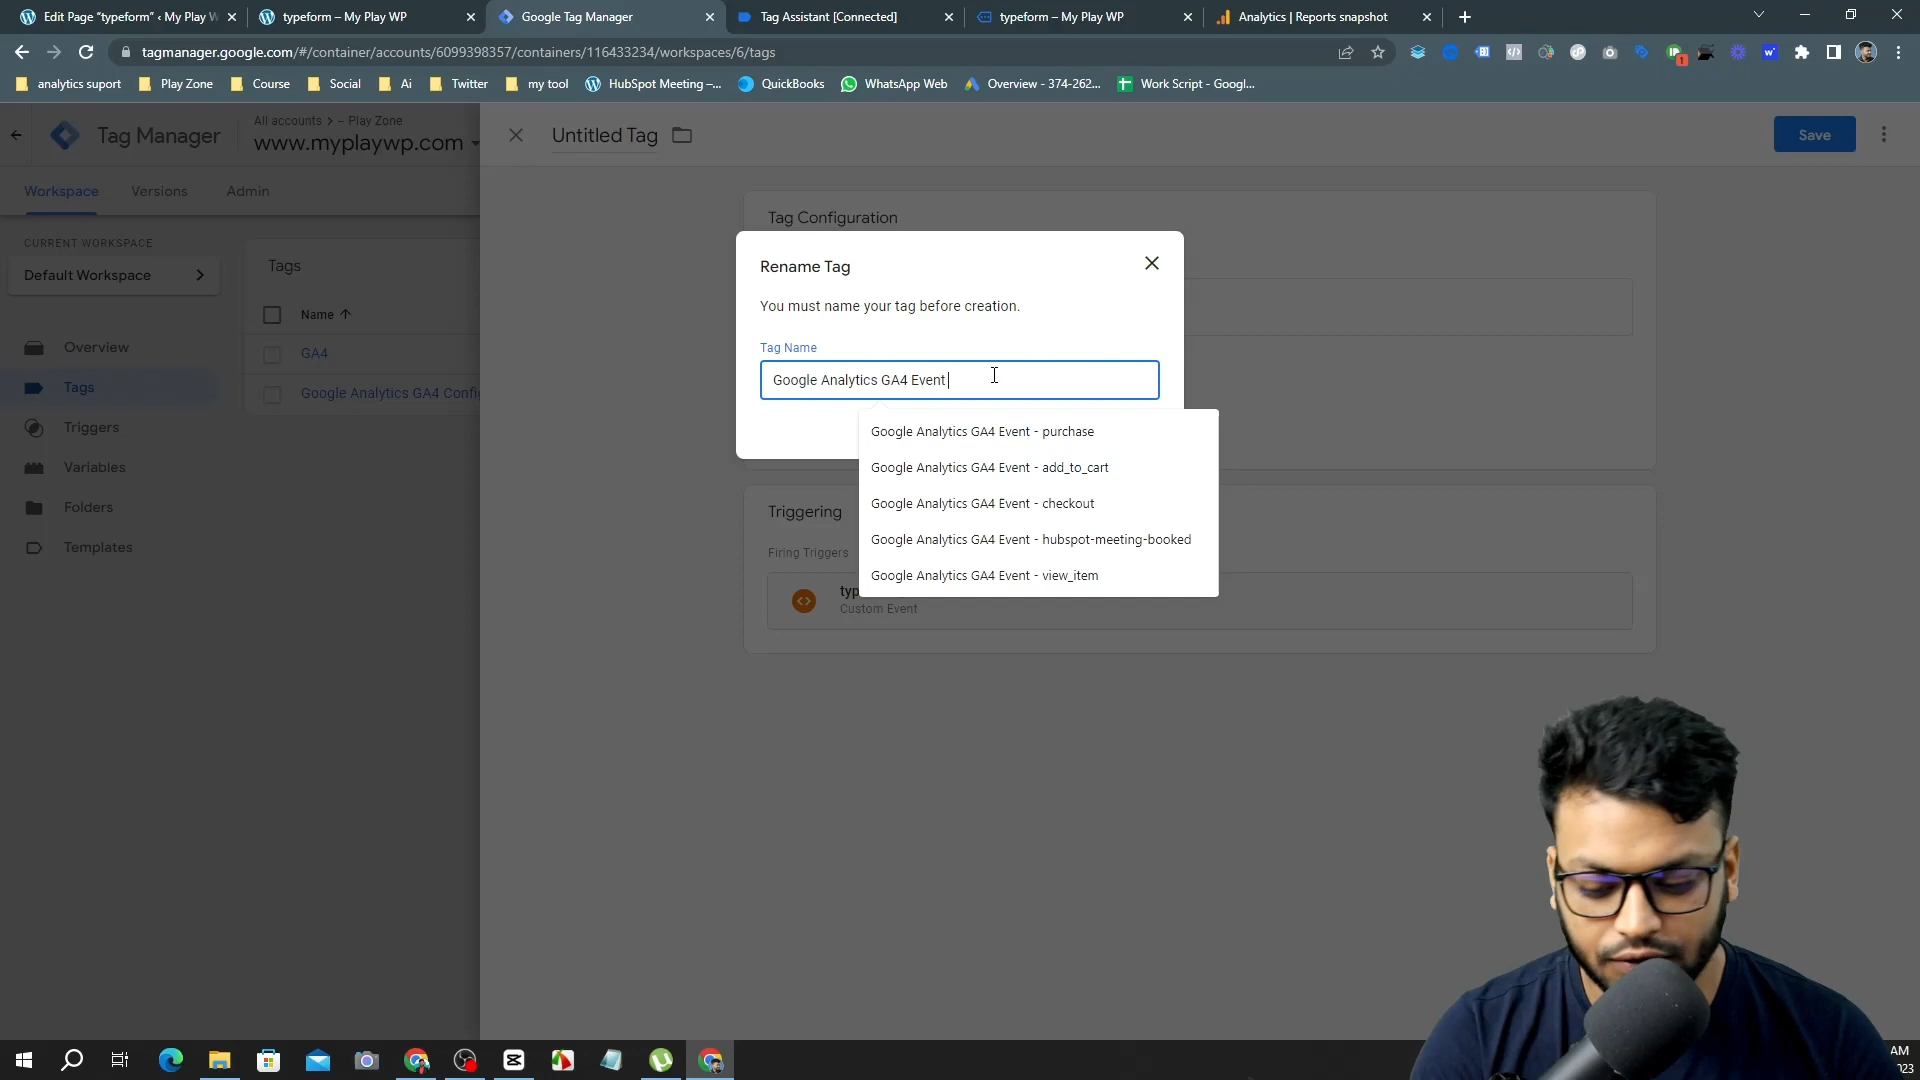 Edit Page "typeform" ‹ My Play W
typeform – My Play WP
Google Tag Manager
Tag Assistant [Connected]
typeform – My Play WP
Analytics | Reports snapshot
tagmanager.google.com/#/container/accounts/6099398357/containers/116433234/workspaces/6/tags
analytics suport
Play Zone
Course
Social
Ai
Twitter
my tool
HubSpot Meeting –...
QuickBooks
WhatsApp Web
Overview - 374-262...
Work Script - Googl...
Tag Manager
All accounts > – Play Zone
www.myplaywp.com
Untitled Tag
Save
Workspace
Versions
Admin
CURRENT WORKSPACE
Default Workspace
Overview
Tags
Triggers
Variables
Folders
Templates
Tags
Name
GA4
Google Analytics GA4 Confi
Tag Configuration
Rename Tag
You must name your tag before creation.
Tag Name
Google Analytics GA4 Event
Google Analytics GA4 Event - purchase
Google Analytics GA4 Event - add_to_cart
Google Analytics GA4 Event - checkout
Google Analytics GA4 Event - hubspot-meeting-booked
Google Analytics GA4 Event - view_item
Triggering
Firing Triggers
typ
Custom Event
AM
023